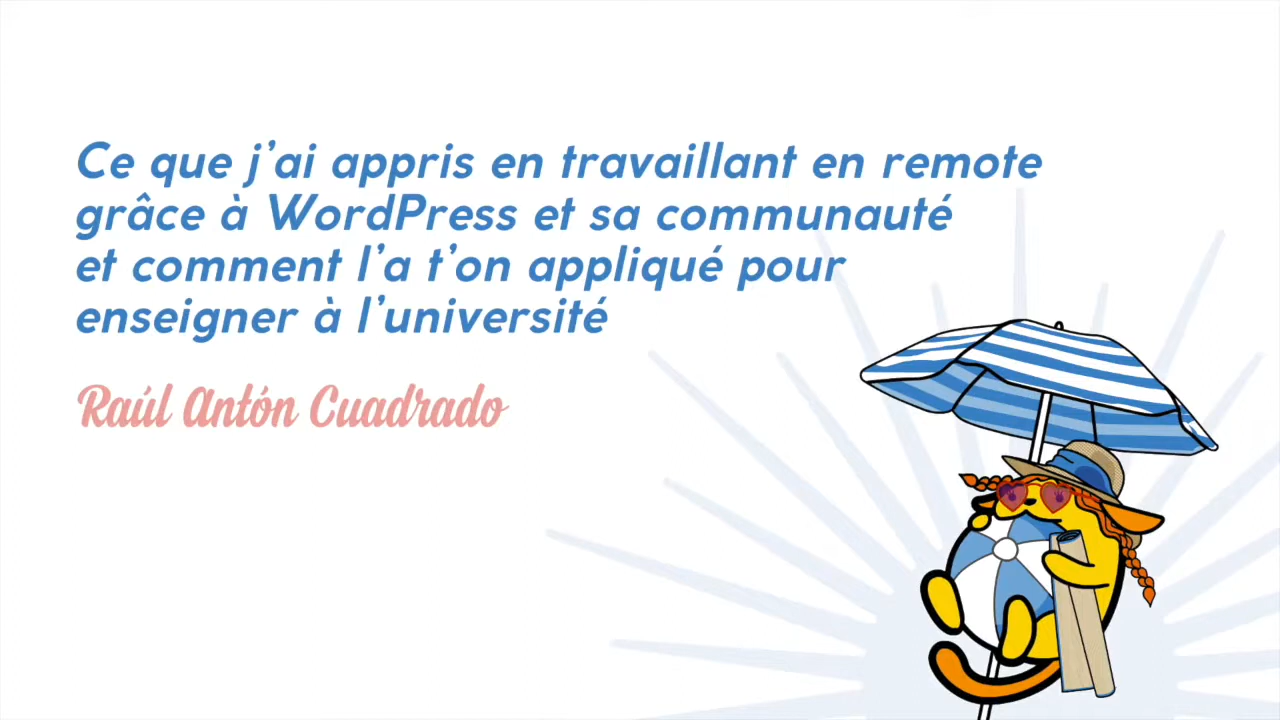 Ce que j’ai appris en travaillant en remote
grâce à WordPress et sa communauté
et comment l’a t’on appliqué pour
enseigner à l’université
Raúl Antón Cuadrado